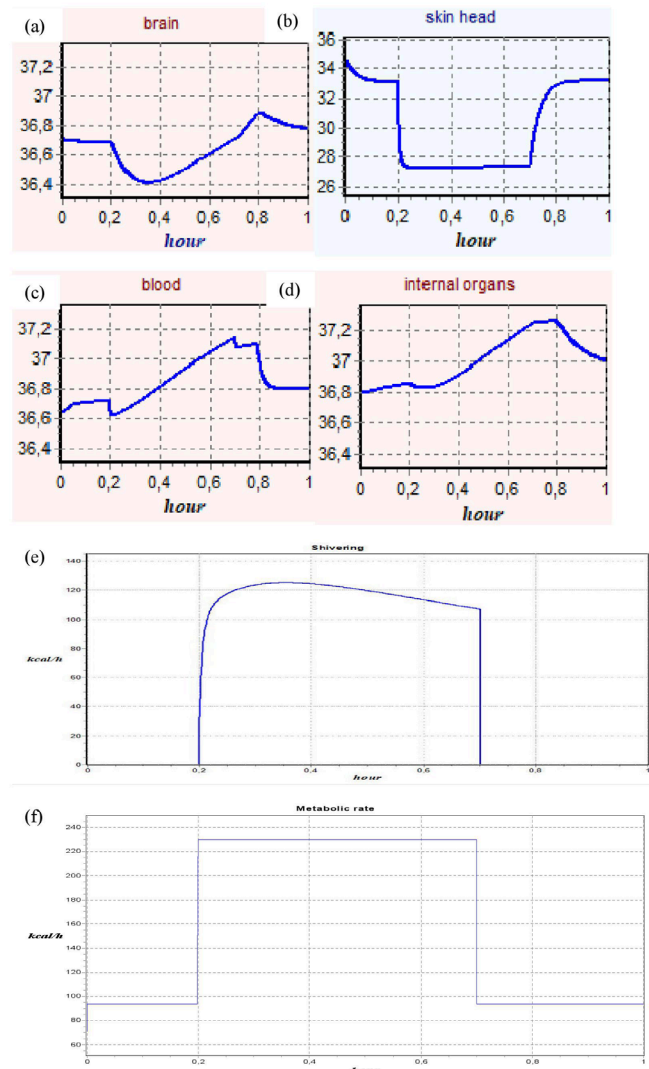 (a) brain
37,2
37
36,8
36,6
36,4
0 0,2 0,4 0,6 0,8 1
hour
(b) skin head
36
34
32
30
28
26
0 0,2 0,4 0,6 0,8 1
hour
(c) blood
37,2
37
36,8
36,6
36,4
0 0,2 0,4 0,6 0,8 1
hour
(d) internal organs
37,2
37
36,8
36,6
36,4
0 0,2 0,4 0,6 0,8 1
hour
(e) Shivering
140
120
100
80
kcal/h
60
40
20
0
0 0.2 0.4 0.6 0.8 1
hour
(f) Metabolic rate
240
220
200
180
160
kcal/h
140
120
100
80
60
0 0.2 0.4 0.6 0.8 1